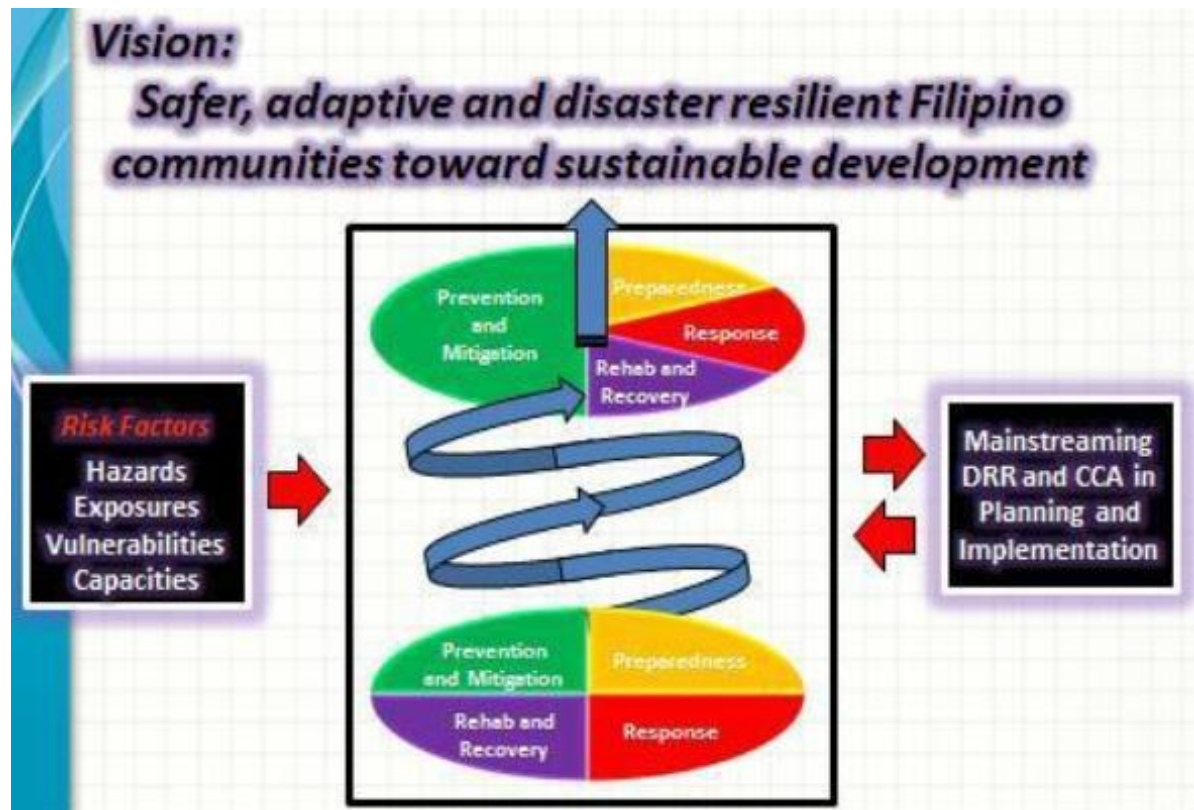 Vision:
Safer, adaptive and disaster resilient Filipino
communities toward sustainable development
Prevention
and
Mitigation
Preparedness
Response
Rehab and
Recovery
Risk Factors
Hazards
Exposures
Vulnerabilities
Capacities
Mainstreaming
DRR and CCA in
Planning and
Implementation
Prevention
and Mitigation
Preparedness
Rehab and
Recovery
Response